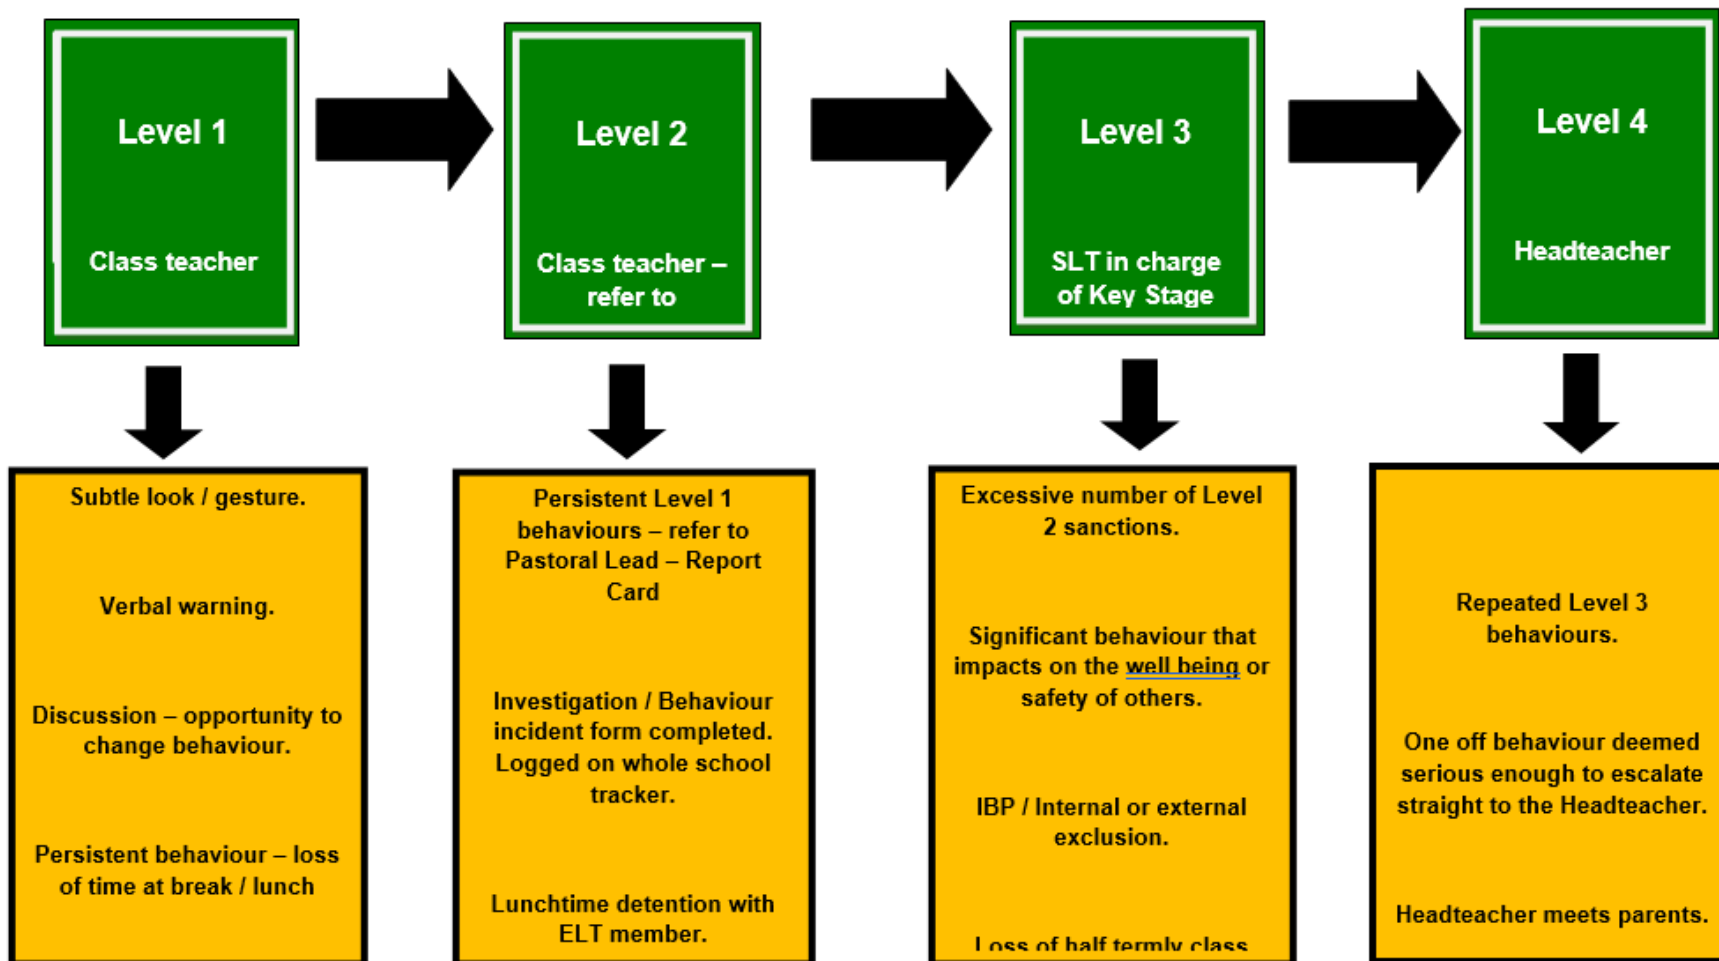 Level 1
Class teacher
Level 2
Class teacher –
refer to
Level 3
SLT in charge
of Key Stage
Level 4
Headteacher
Subtle look / gesture.
Verbal warning.
Discussion – opportunity to
change behaviour.
Persistent behaviour – loss
of time at break / lunch
Persistent Level 1
behaviours – refer to
Pastoral Lead – Report
Card
Investigation / Behaviour
incident form completed.
Logged on whole school
tracker.
Lunchtime detention with
ELT member.
Excessive number of Level
2 sanctions.
Significant behaviour that
impacts on the well being or
safety of others.
IBP / Internal or external
exclusion.
Loss of half termly class
Repeated Level 3
behaviours.
One off behaviour deemed
serious enough to escalate
straight to the Headteacher.
Headteacher meets parents.